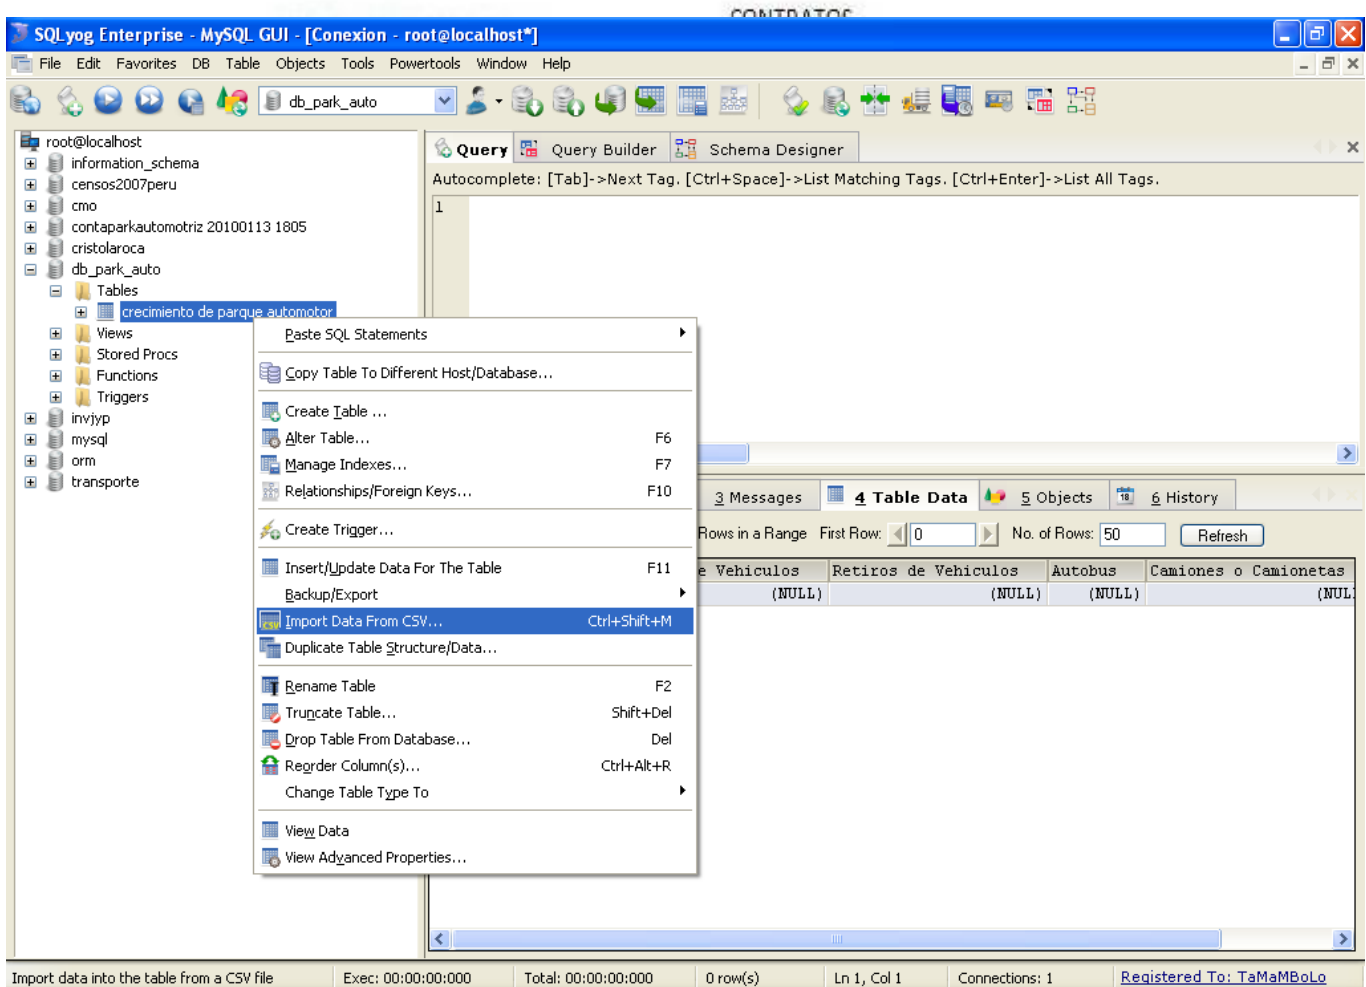 CONTRATOS
SQLyog Enterprise - MySQL GUI - [Conexion - root@localhost*]
File Edit Favorites DB Table Objects Tools Powertools Window Help
db_park_auto
root@localhost
information_schema
censos2007peru
cmo
contaparkautomotriz 20100113 1805
cristolaroca
db_park_auto
Tables
crecimiento de parque automotor
Views
Stored Procs
Functions
Triggers
invjyp
mysql
orm
transporte
Query Query Builder Schema Designer
Autocomplete: [Tab]->Next Tag. [Ctrl+Space]->List Matching Tags. [Ctrl+Enter]->List All Tags.
1
Paste SQL Statements
Copy Table To Different Host/Database...
Create Table ...
Alter Table... F6
Manage Indexes... F7
Relationships/Foreign Keys... F10
Create Trigger...
Insert/Update Data For The Table F11
Backup/Export
Import Data From CSV... Ctrl+Shift+M
Duplicate Table Structure/Data...
Rename Table F2
Truncate Table... Shift+Del
Drop Table From Database... Del
Reorder Column(s)... Ctrl+Alt+R
Change Table Type To
View Data
View Advanced Properties...
3 Messages 4 Table Data 5 Objects 6 History
Rows in a Range First Row: 0 No. of Rows: 50 Refresh
e Vehiculos Retiros de Vehiculos Autobus Camiones o Camionetas
(NULL) (NULL) (NULL) (NUL
Import data into the table from a CSV file Exec: 00:00:00:000 Total: 00:00:00:000 0 row(s) Ln 1, Col 1 Connections: 1 Registered To: TaMaMBoLo